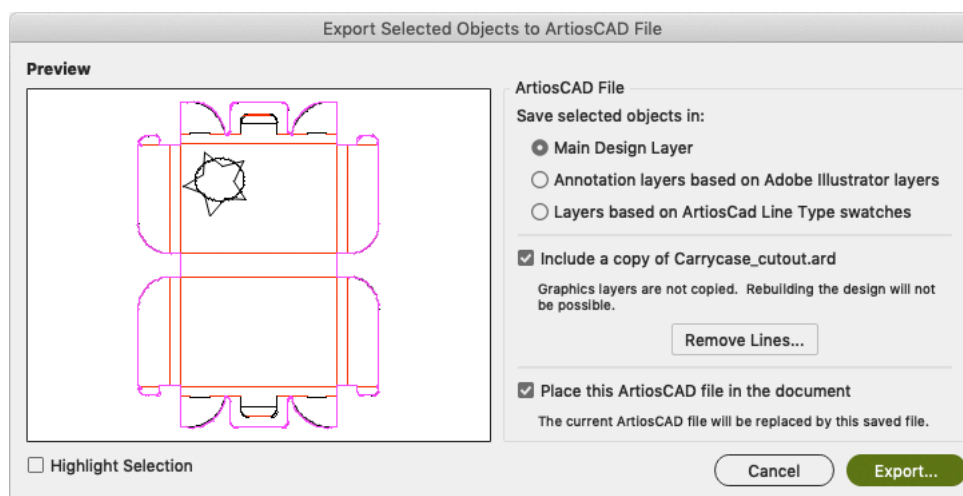 Export Selected Objects to ArtiosCAD File
Preview
ArtiosCAD File
Save selected objects in:
Main Design Layer
Annotation layers based on Adobe Illustrator layers
Layers based on ArtiosCad Line Type swatches
Include a copy of Carrycase_cutout.ard
Graphics layers are not copied. Rebuilding the design will not
be possible.
Remove Lines...
Place this ArtiosCAD file in the document
The current ArtiosCAD file will be replaced by this saved file.
Highlight Selection
Cancel
Export...